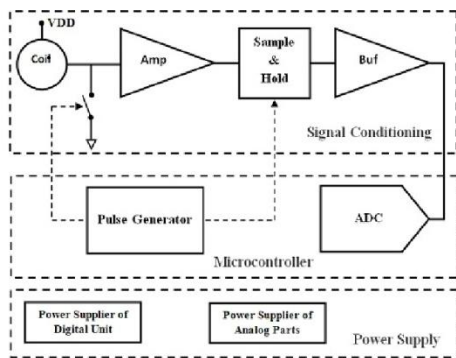 VDD
Coil
Amp
Sample
&
Hold
Buf
Signal Conditioning
Pulse Generator
ADC
Microcontroller
Power Supplier of
Digital Unit
Power Supplier of
Analog Parts
Power Supply